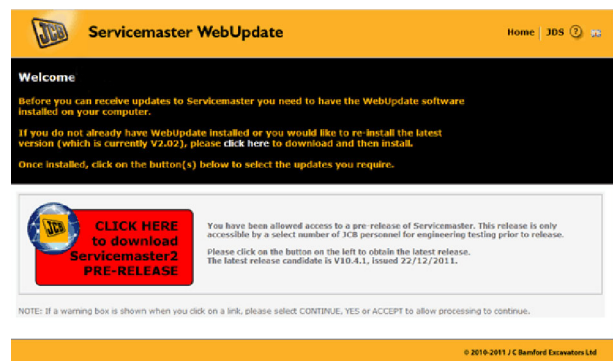 JCB Servicemaster WebUpdate Home JDS ?
Welcome
Before you can receive updates to Servicemaster you need to have the WebUpdate software
installed on your computer.
If you do not already have WebUpdate installed or you would like to re-install the latest
version (which is currently V2.02), please click here to download and then install.
Once installed, click on the button(s) below to select the updates you require.
JCB
CLICK HERE
to download
Servicemaster2
PRE-RELEASE
You have been allowed access to a pre-release of Servicemaster. This release is only
accessible by a select number of JCB personnel for engineering testing prior to release.
Please click on the button on the left to obtain the latest release.
The latest release candidate is V10.4.1, issued 22/12/2011.
NOTE: If a warning box is shown when you click on a link, please select CONTINUE, YES or ACCEPT to allow processing to continue.
© 2010-2011 J C Bamford Excavators Ltd